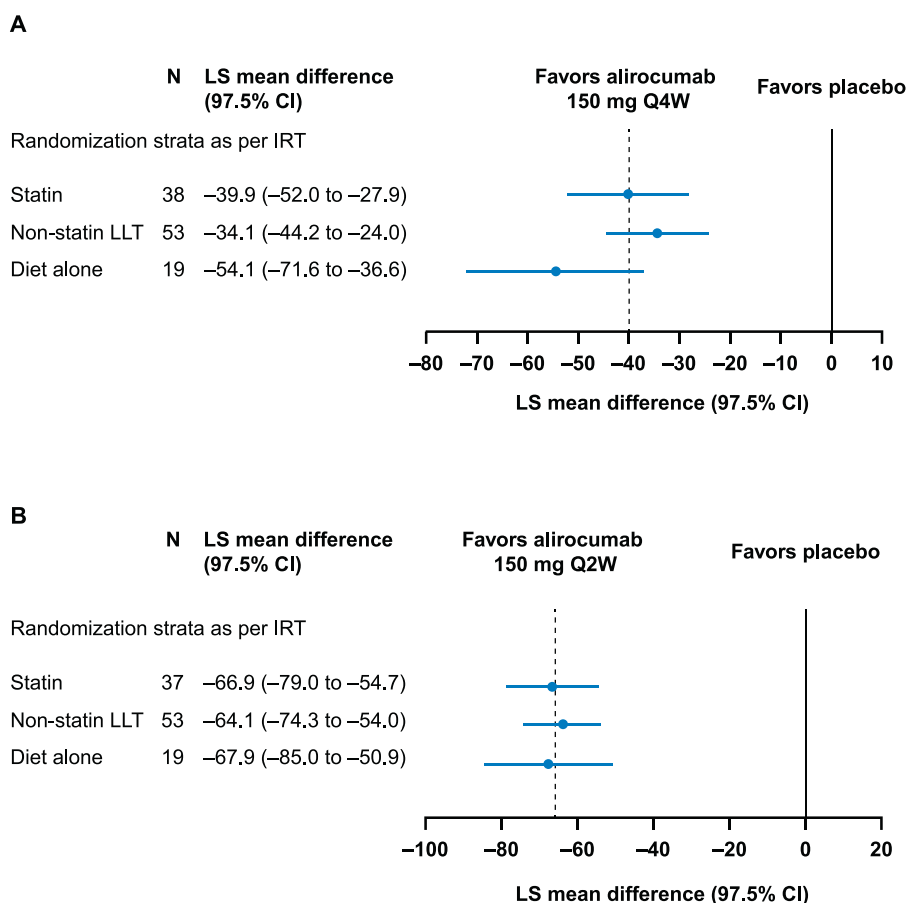 A
N LS mean difference (97.5% CI) Favors alirocumab 150 mg Q4W Favors placebo
Randomization strata as per IRT
Statin 38 –39.9 (–52.0 to –27.9)
Non-statin LLT 53 –34.1 (–44.2 to –24.0)
Diet alone 19 –54.1 (–71.6 to –36.6)
–80 –70 –60 –50 –40 –30 –20 –10 0 10
LS mean difference (97.5% CI)
B
N LS mean difference (97.5% CI) Favors alirocumab 150 mg Q2W Favors placebo
Randomization strata as per IRT
Statin 37 –66.9 (–79.0 to –54.7)
Non-statin LLT 53 –64.1 (–74.3 to –54.0)
Diet alone 19 –67.9 (–85.0 to –50.9)
–100 –80 –60 –40 –20 0 20
LS mean difference (97.5% CI)